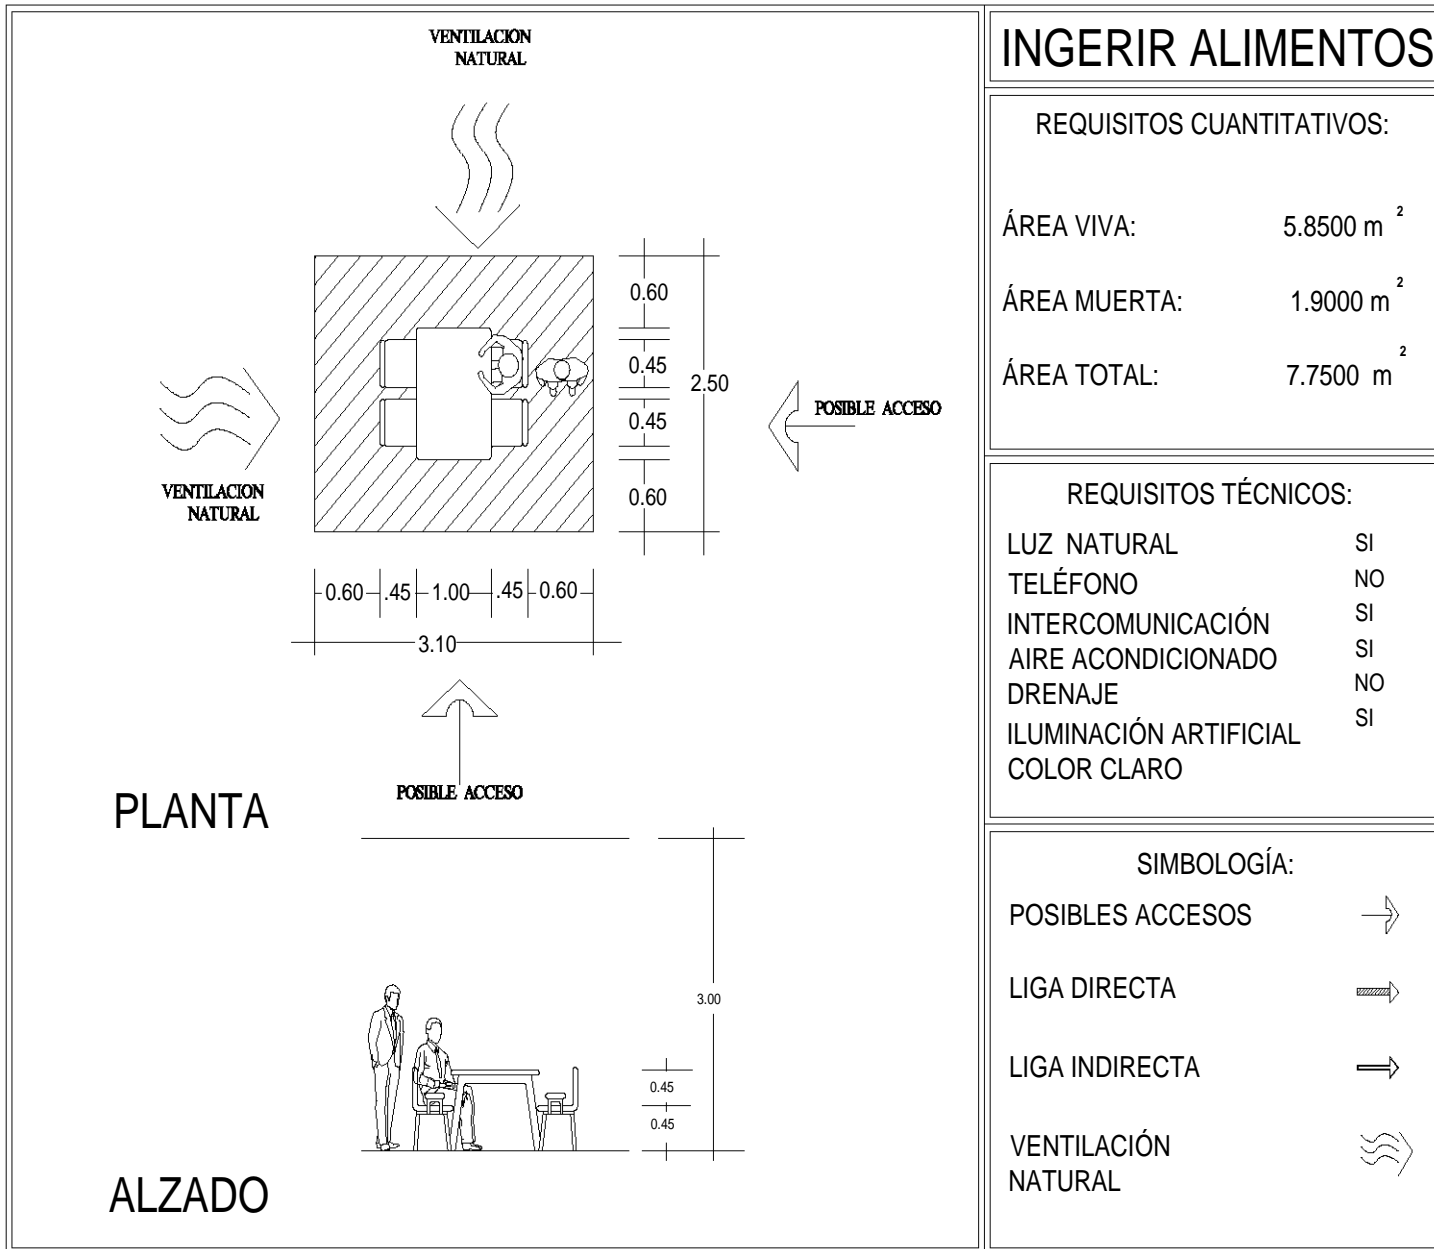 VENTILACION
NATURAL
0.60
0.45
0.45
0.60
2.50
POSIBLE ACCESO
VENTILACION
NATURAL
0.60 .45 1.00 .45 0.60
3.10
POSIBLE ACCESO
PLANTA
3.00
0.45
0.45
ALZADO
INGERIR ALIMENTOS
REQUISITOS CUANTITATIVOS:
ÁREA VIVA: 5.8500 m 2
ÁREA MUERTA: 1.9000 m 2
ÁREA TOTAL: 7.7500 m 2
REQUISITOS TÉCNICOS:
LUZ NATURAL SI
TELÉFONO NO
INTERCOMUNICACIÓN SI
AIRE ACONDICIONADO SI
DRENAJE NO
ILUMINACIÓN ARTIFICIAL SI
COLOR CLARO
SIMBOLOGÍA:
POSIBLES ACCESOS
LIGA DIRECTA
LIGA INDIRECTA
VENTILACIÓN
NATURAL